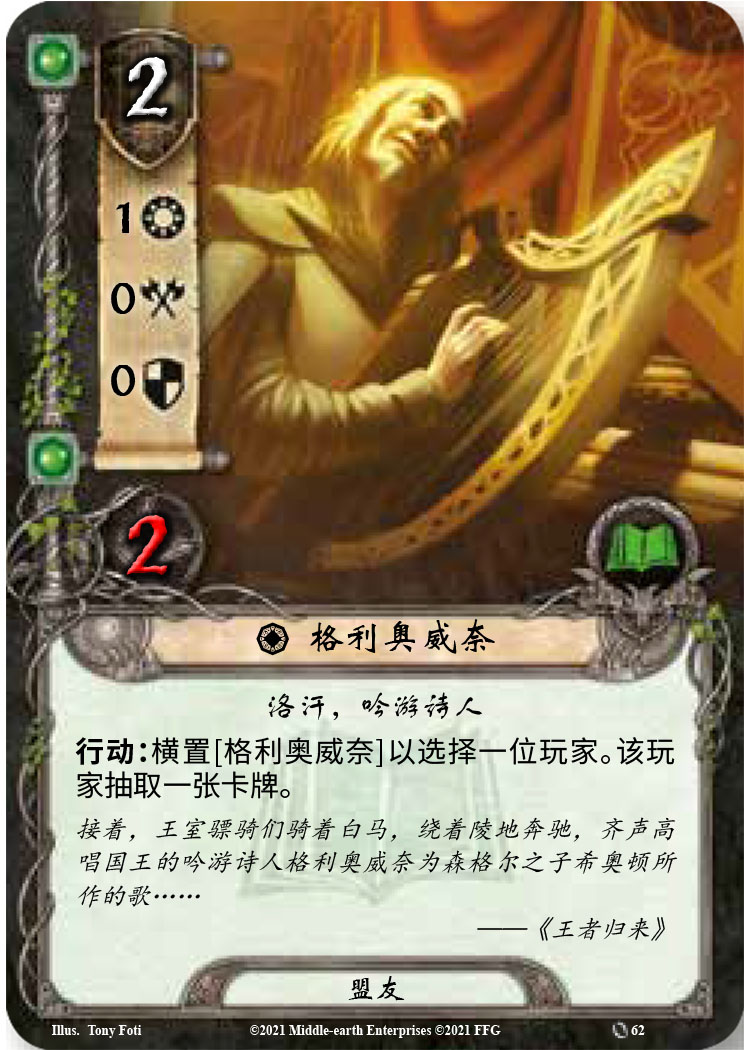 2
1
0
0
2
格利奥威奈
洛汗，吟游诗人
行动：横置[格利奥威奈]以选择一位玩家。该玩
家抽取一张卡牌。
接着，王室骠骑们骑着白马，绕着陵地奔驰，齐声高
唱国王的吟游诗人格利奥威奈为森格尔之子希奥顿所
作的歌……
——《王者归来》
盟友
Illus. Tony Foti ©2021 Middle-earth Enterprises ©2021 FFG 62